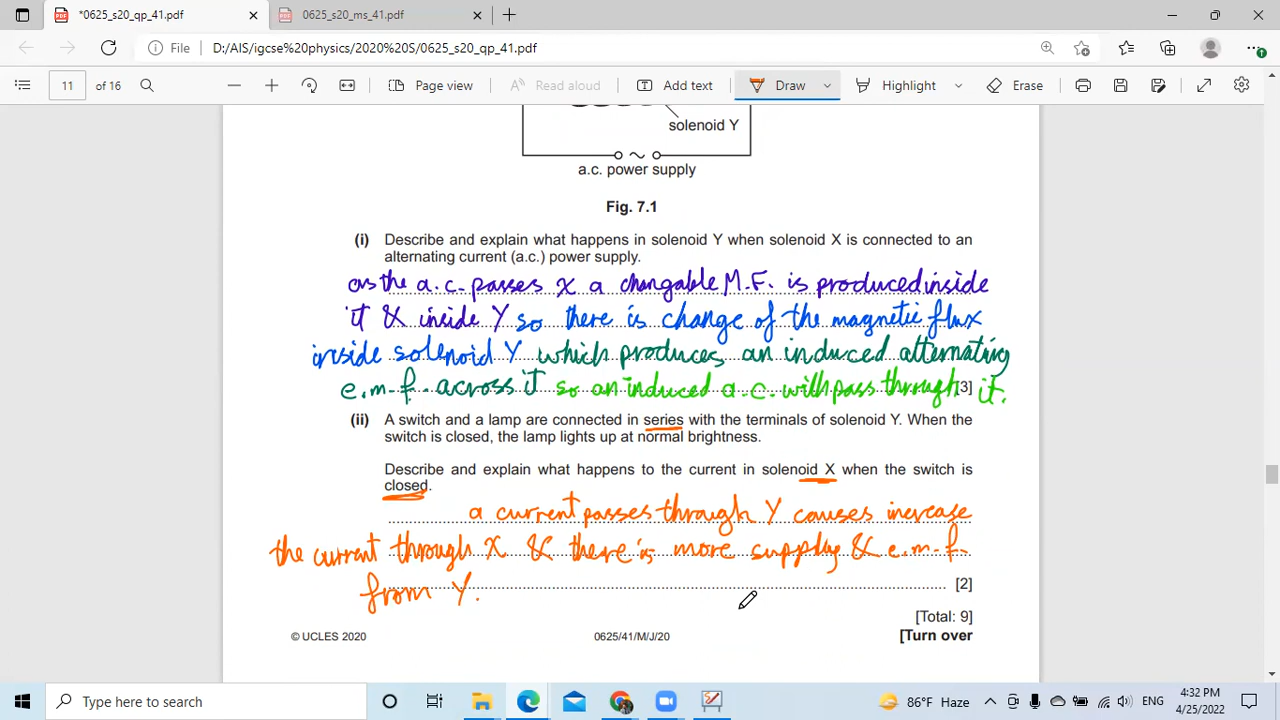 *0625_s20_qp_41.pdf
0625_s20_ms_41.pdf
File
D:/AIS/igcse%20physics/2020%20S/0625_s20_qp_41.pdf
11 of 16
Page view
Read aloud
Add text
Draw
Highlight
Erase
solenoid Y
a.c. power supply
Fig. 7.1
(i) Describe and explain what happens in solenoid Y when solenoid X is connected to an
alternating current (a.c.) power supply.
as the a.c. passes X a changable M.F. is produced inside
it & inside Y so there is change of the magnetic flux
inside solenoid Y which produces an induced alternating
e.m.f. across it so an induced a.c. will pass through it. [3]
(ii) A switch and a lamp are connected in series with the terminals of solenoid Y. When the
switch is closed, the lamp lights up at normal brightness.
Describe and explain what happens to the current in solenoid X when the switch is
closed.
a current passes through Y causes increase
the current through X & there is more supply & e.m.f.
from Y. [2]
[Total: 9]
© UCLES 2020 0625/41/M/J/20 [Turn over
Type here to search
86°F Haze
4:32 PM
4/25/2022